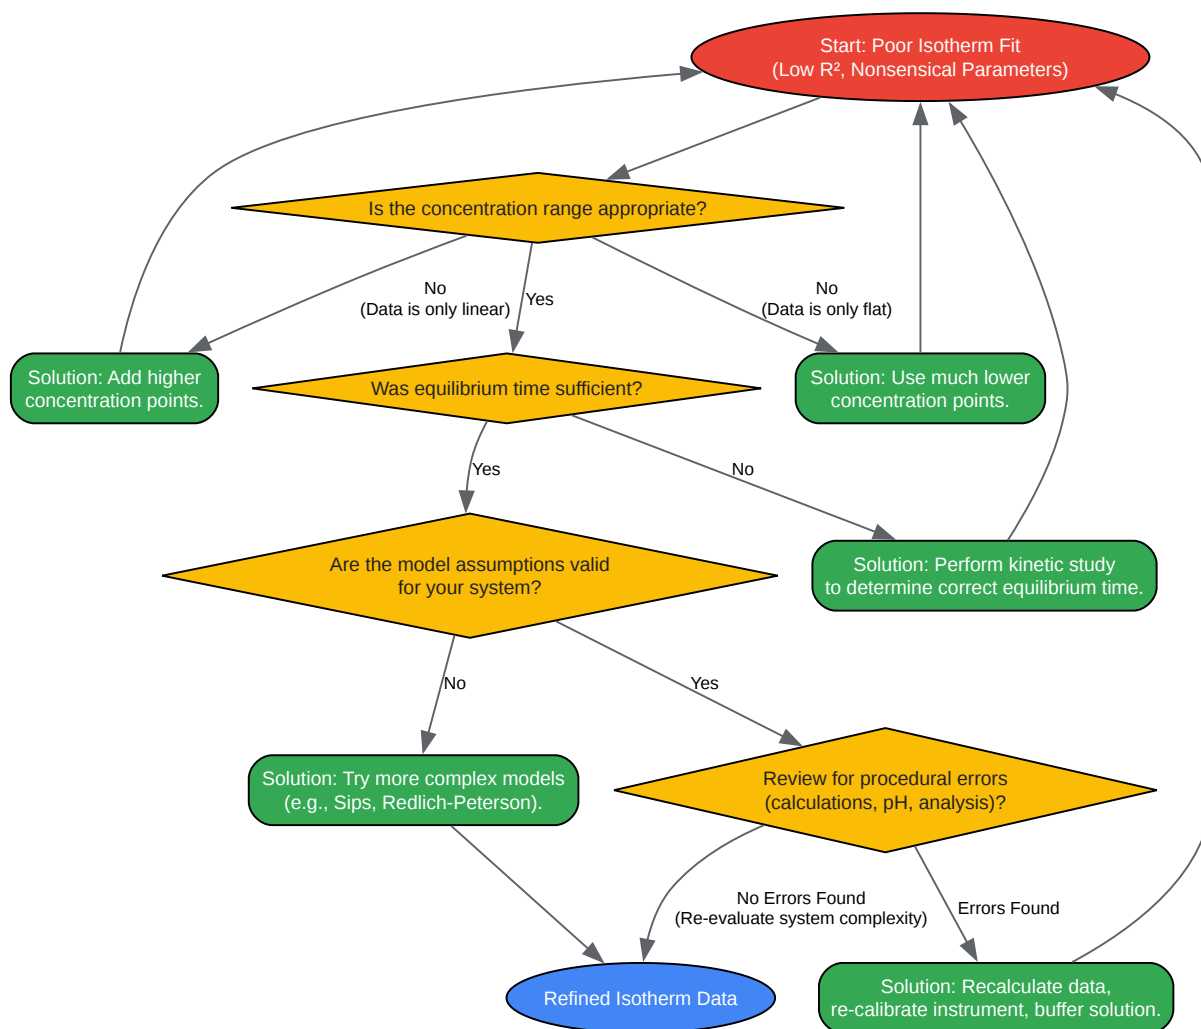 Start: Poor Isotherm Fit
(Low R², Nonsensical Parameters)
Is the concentration range appropriate?
No
(Data is only linear)
Yes
No
(Data is only flat)
Solution: Add higher
concentration points.
Was equilibrium time sufficient?
Solution: Use much lower
concentration points.
Yes
No
Are the model assumptions valid
for your system?
Solution: Perform kinetic study
to determine correct equilibrium time.
No
Yes
Solution: Try more complex models
(e.g., Sips, Redlich-Peterson).
Review for procedural errors
(calculations, pH, analysis)?
No Errors Found
(Re-evaluate system complexity)
Errors Found
Refined Isotherm Data
Solution: Recalculate data,
re-calibrate instrument, buffer solution.